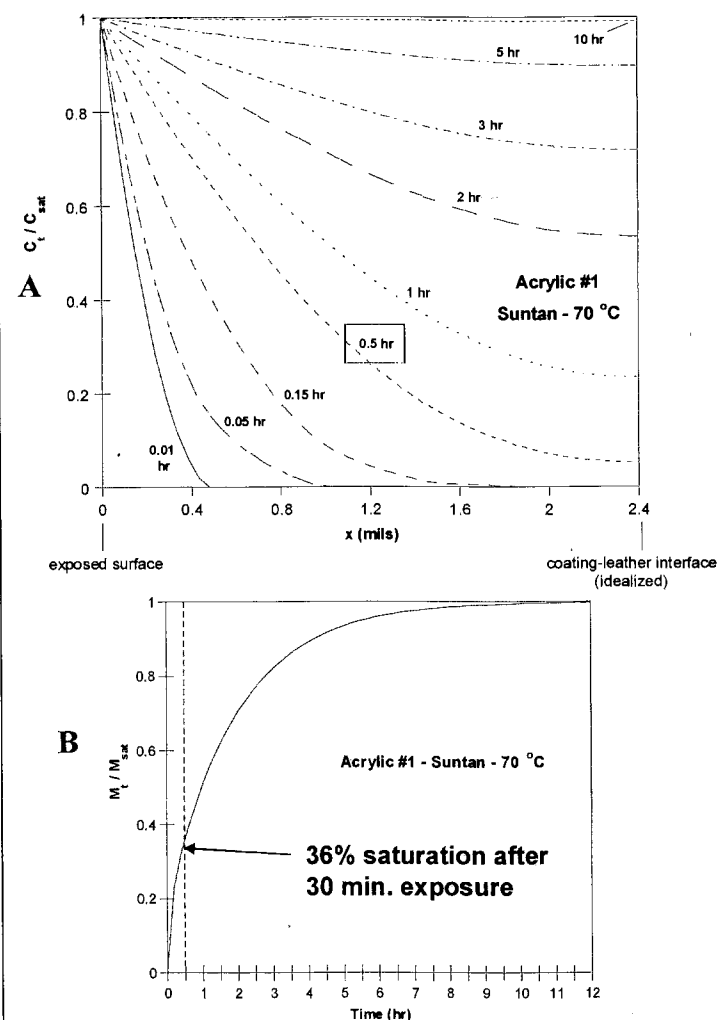 1
10 hr
5 hr
0.8
3 hr
0.6
2 hr
C_t / C_sat
A
Acrylic #1
Suntan - 70 °C
1 hr
0.4
0.5 hr
0.15 hr
0.2
0.05 hr
0.01
hr
0
0 0.4 0.8 1.2 1.6 2 2.4
x (mils)
exposed surface
coating-leather interface
(idealized)
1
0.8
B
0.6
M_t / M_sat
Acrylic #1 - Suntan - 70 °C
0.4
36% saturation after
30 min. exposure
0.2
0
0 1 2 3 4 5 6 7 8 9 10 11 12
Time (hr)